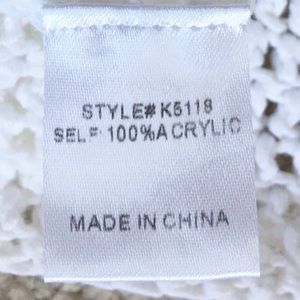 STYLE# K5118
SELF: 100% ACRYLIC
MADE IN CHINA